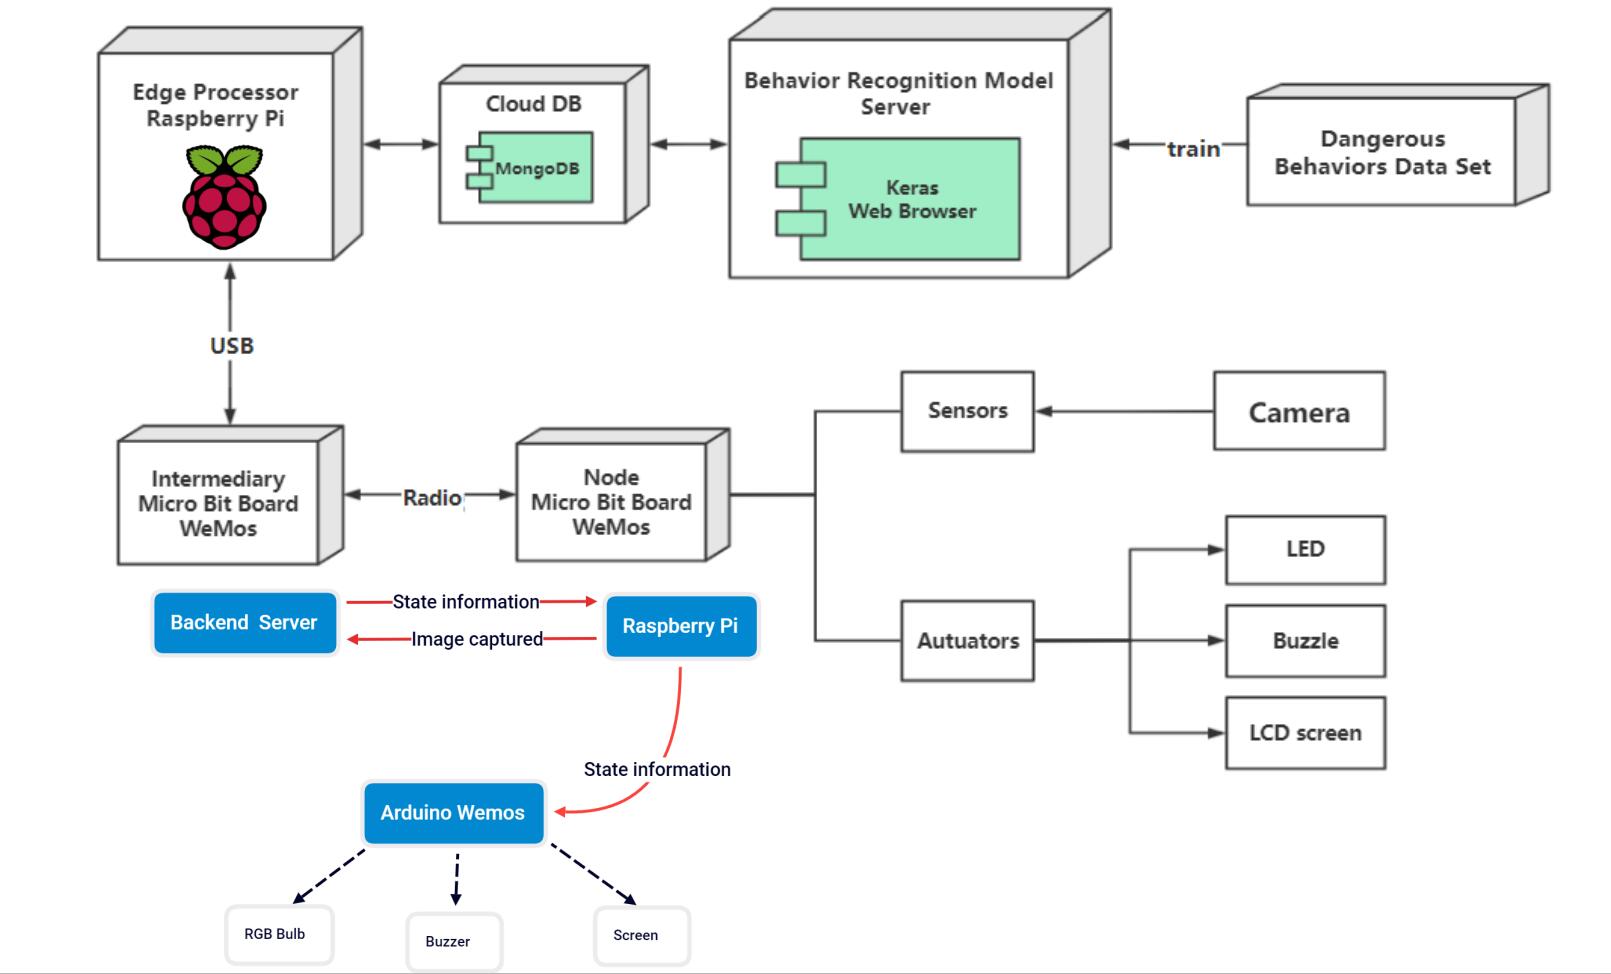 Edge Processor
Raspberry Pi
Cloud DB
MongoDB
Behavior Recognition Model
Server
Keras
Web Browser
train
Dangerous
Behaviors Data Set
USB
Intermediary
Micro Bit Board
WeMos
Radio
Node
Micro Bit Board
WeMos
Sensors
Camera
LED
Autuators
Buzzle
LCD screen
Backend Server
State information
Image captured
Raspberry Pi
State information
Arduino Wemos
RGB Bulb
Buzzer
Screen